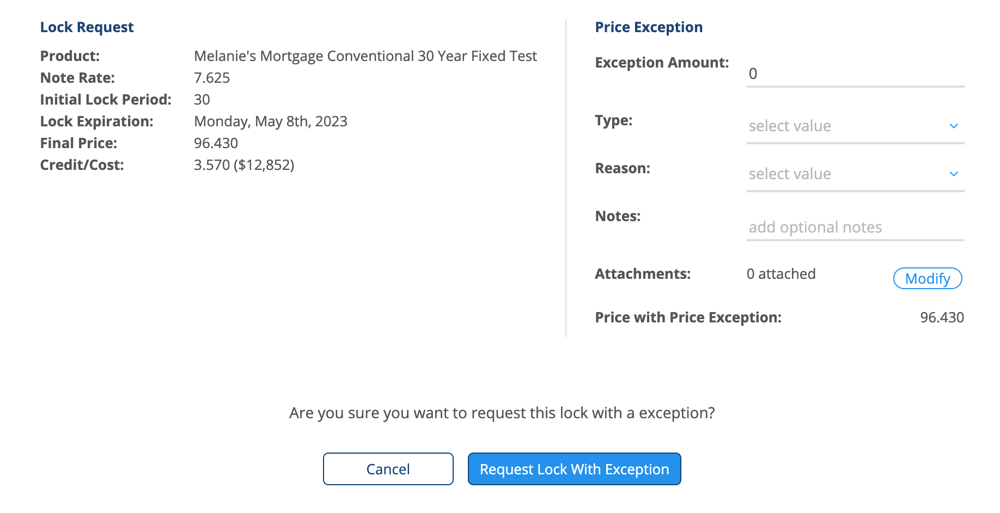 Lock Request
Product: Melanie's Mortgage Conventional 30 Year Fixed Test
Note Rate: 7.625
Initial Lock Period: 30
Lock Expiration: Monday, May 8th, 2023
Final Price: 96.430
Credit/Cost: 3.570 ($12,852)
Price Exception
Exception Amount: 0
Type: select value
Reason: select value
Notes: add optional notes
Attachments: 0 attached Modify
Price with Price Exception: 96.430
Are you sure you want to request this lock with a exception?
Cancel Request Lock With Exception